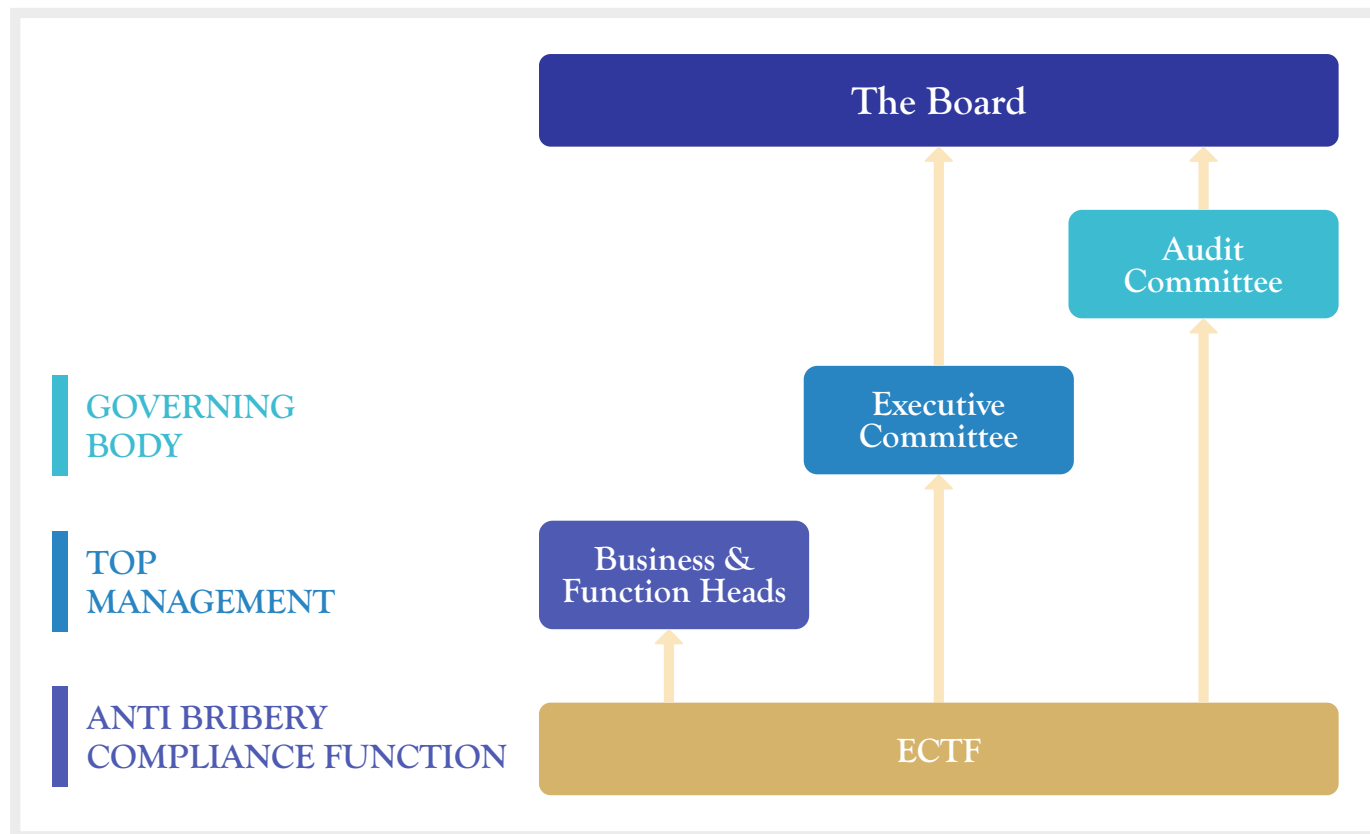 The Board
Audit
Committee
GOVERNING
BODY
Executive
Committee
TOP
MANAGEMENT
Business &
Function Heads
ANTI BRIBERY
COMPLIANCE FUNCTION
ECTF